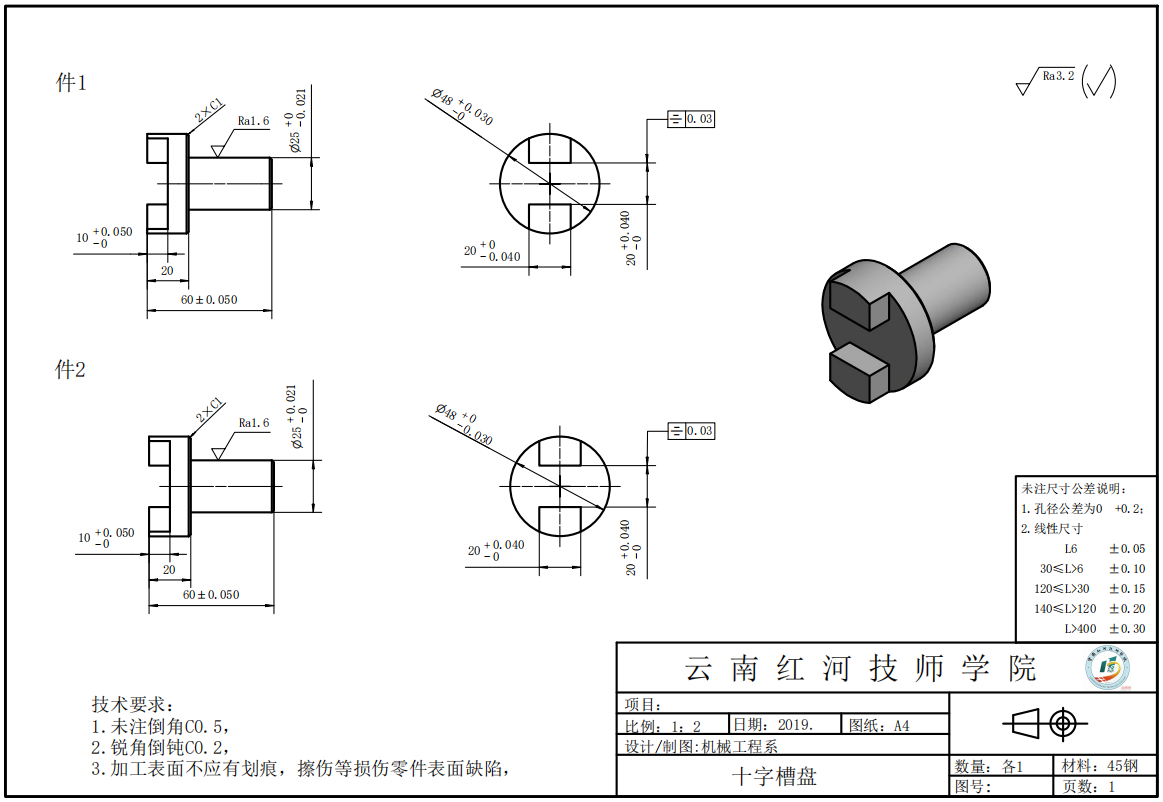 件1
2×C1
Ra1.6
Ø25 +0 -0.021
10 +0.050 -0
20
60±0.050
Ø48 +0.030 -0
⌯ 0.03
20 +0 -0.040
20 +0.040 -0
Ra3.2 (√)
件2
2×C1
Ra1.6
Ø25 +0.021 -0
10 +0.050 -0
20
60±0.050
Ø48 +0 -0.030
⌯ 0.03
20 +0.040 -0
20 +0.040 -0
未注尺寸公差说明：
1.孔径公差为0 +0.2；
2.线性尺寸
L6 ±0.05
30≤L>6 ±0.10
120≤L>30 ±0.15
140≤L>120 ±0.20
L>400 ±0.30
技术要求：
1.未注倒角C0.5，
2.锐角倒钝C0.2，
3.加工表面不应有划痕，擦伤等损伤零件表面缺陷，
云南红河技师学院
项目：
比例：1：2 日期：2019. 图纸：A4
设计/制图：机械工程系
十字槽盘
数量：各1 材料：45钢
图号： 页数：1